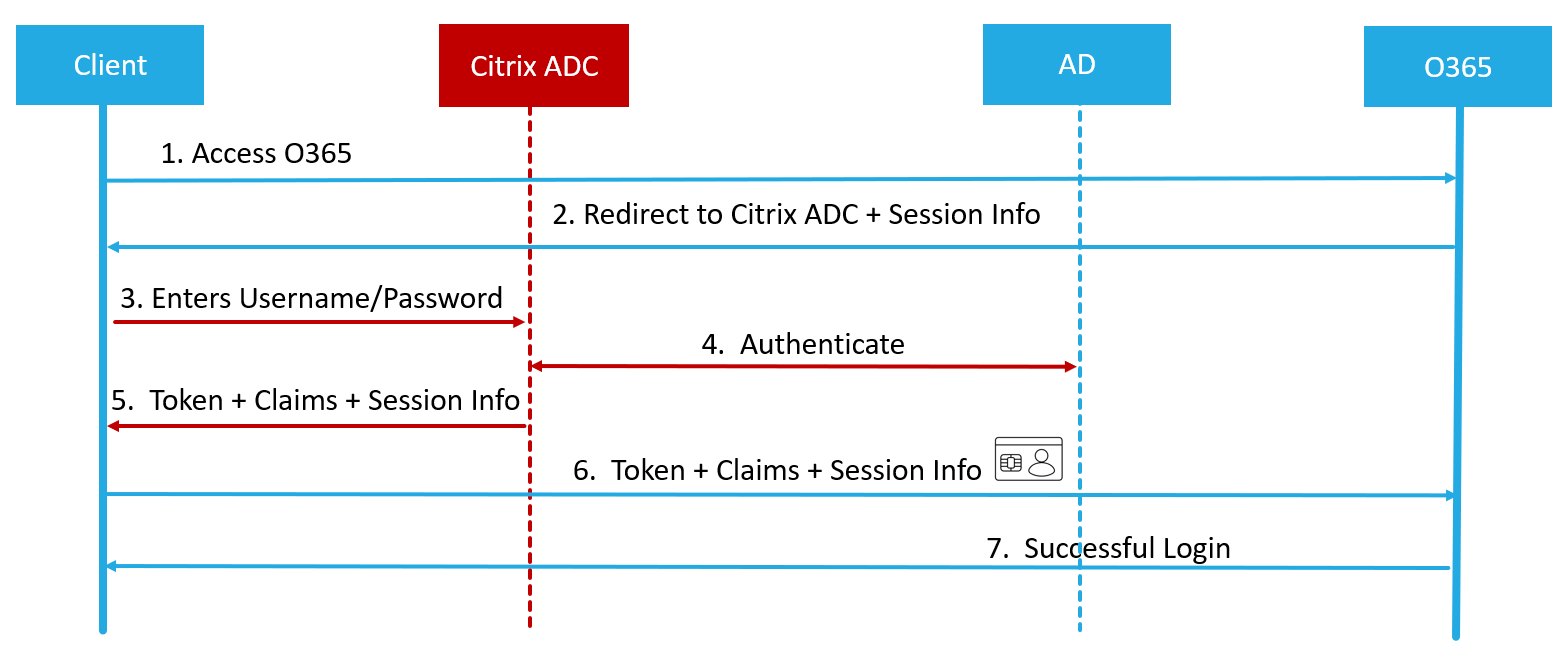 Client
Citrix ADC
AD
O365
1. Access O365
2. Redirect to Citrix ADC + Session Info
3. Enters Username/Password
4. Authenticate
5. Token + Claims + Session Info
6. Token + Claims + Session Info
7. Successful Login